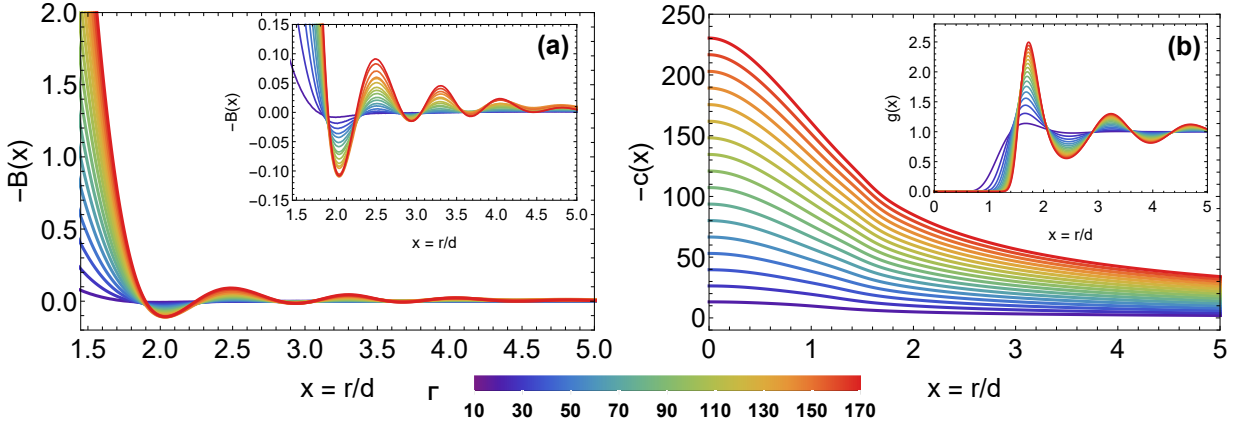 (a)
−B(x)
2.0
1.5
1.0
0.5
0.0
1.5 2.0 2.5 3.0 3.5 4.0 4.5 5.0
x = r/d
−B(x)
0.15
0.10
0.05
0.00
−0.05
−0.10
−0.15
1.5 2.0 2.5 3.0 3.5 4.0 4.5 5.0
x = r/d
(b)
−c(x)
250
200
150
100
50
0
0 1 2 3 4 5
x = r/d
g(x)
2.5
2.0
1.5
1.0
0.5
0.0
0 1 2 3 4 5
x = r/d
Γ
10 30 50 70 90 110 130 150 170